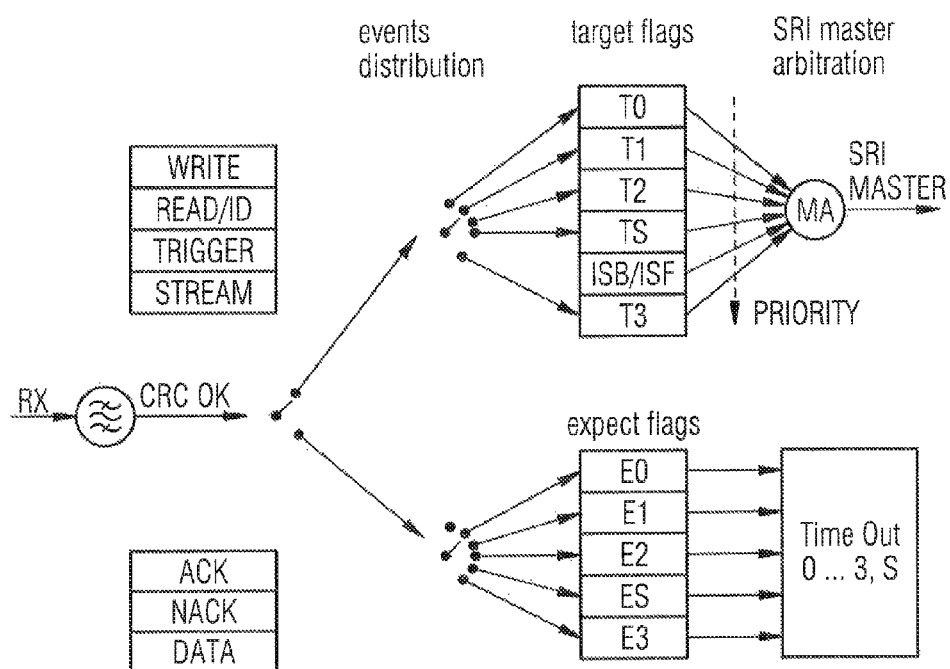 events
distribution
target flags
SRI master
arbitration
WRITE
READ/ID
TRIGGER
STREAM
T0
T1
T2
TS
ISB/ISF
T3
MA
SRI
MASTER
PRIORITY
RX
CRC OK
expect flags
E0
E1
E2
ES
E3
Time Out
0 ... 3, S
ACK
NACK
DATA